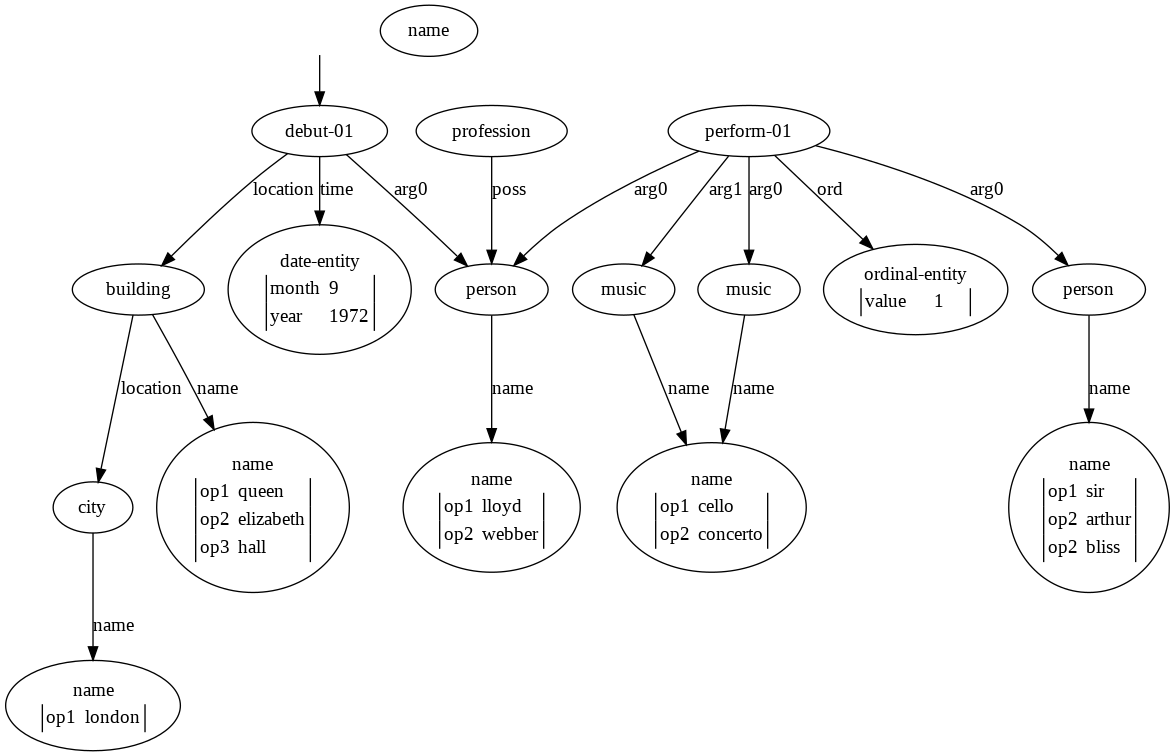 name
debut-01
profession
perform-01
location
time
arg0
poss
arg0
arg1
arg0
ord
arg0
building
date-entity
month 9
year 1972
person
music
music
ordinal-entity
value 1
person
location
name
name
name
name
name
city
name
op1 queen
op2 elizabeth
op3 hall
name
op1 lloyd
op2 webber
name
op1 cello
op2 concerto
name
op1 sir
op2 arthur
op2 bliss
name
name
op1 london